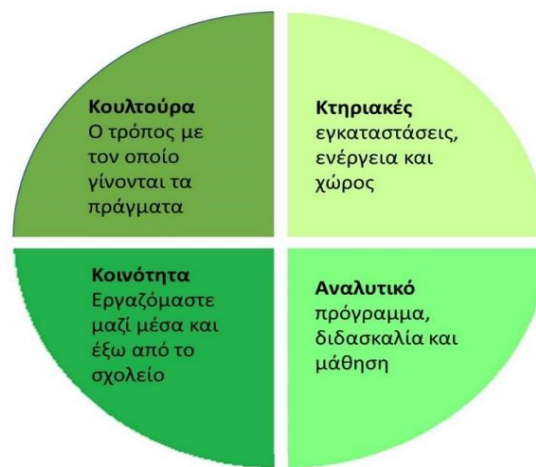 Κουλτούρα
Ο τρόπος με
τον οποίο
γίνονται τα
πράγματα
Κτηριακές
εγκαταστάσεις,
ενέργεια και
χώρος
Κοινότητα
Εργαζόμαστε
μαζί μέσα και
έξω από το
σχολείο
Αναλυτικό
πρόγραμμα,
διδασκαλία και
μάθηση